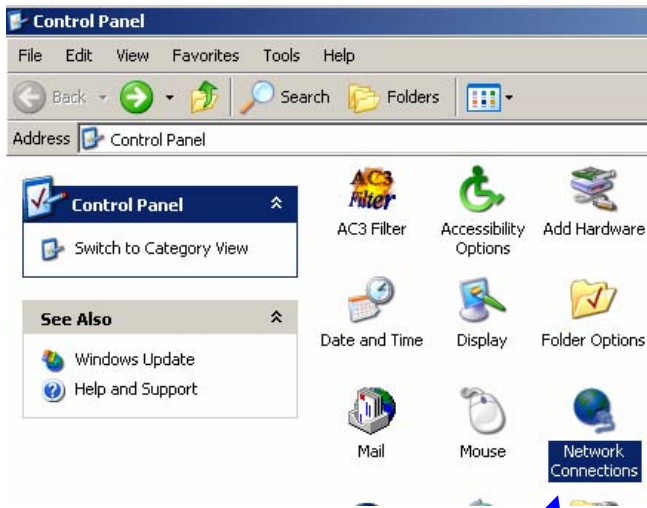 Control Panel
File Edit View Favorites Tools Help
Back Search Folders
Address Control Panel
Control Panel
Switch to Category View
See Also
Windows Update
Help and Support
AC3 Filter
AC3 Filter Accessibility Options Add Hardware
Date and Time Display Folder Options
Mail Mouse Network Connections